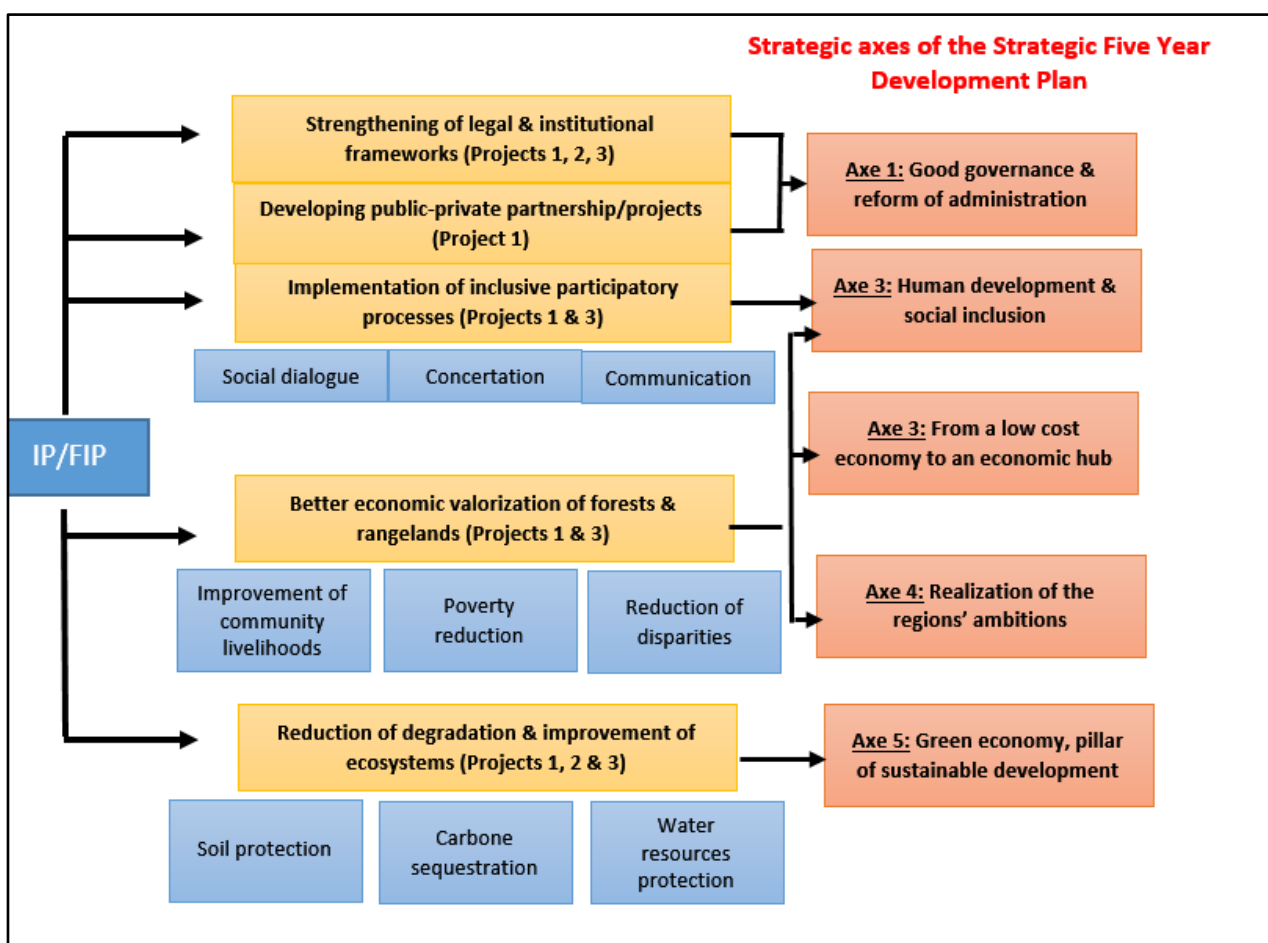 Strategic axes of the Strategic Five Year
Development Plan
Strengthening of legal & institutional
frameworks (Projects 1, 2, 3)
Axe 1: Good governance &
reform of administration
Developing public-private partnership/projects
(Project 1)
Implementation of inclusive participatory
processes (Projects 1 & 3)
Axe 3: Human development &
social inclusion
Social dialogue
Concertation
Communication
IP/FIP
Axe 3: From a low cost
economy to an economic hub
Better economic valorization of forests &
rangelands (Projects 1 & 3)
Improvement of
community
livelihoods
Poverty
reduction
Reduction of
disparities
Axe 4: Realization of the
regions’ ambitions
Reduction of degradation & improvement of
ecosystems (Projects 1, 2 & 3)
Axe 5: Green economy, pillar
of sustainable development
Soil protection
Carbone
sequestration
Water
resources
protection